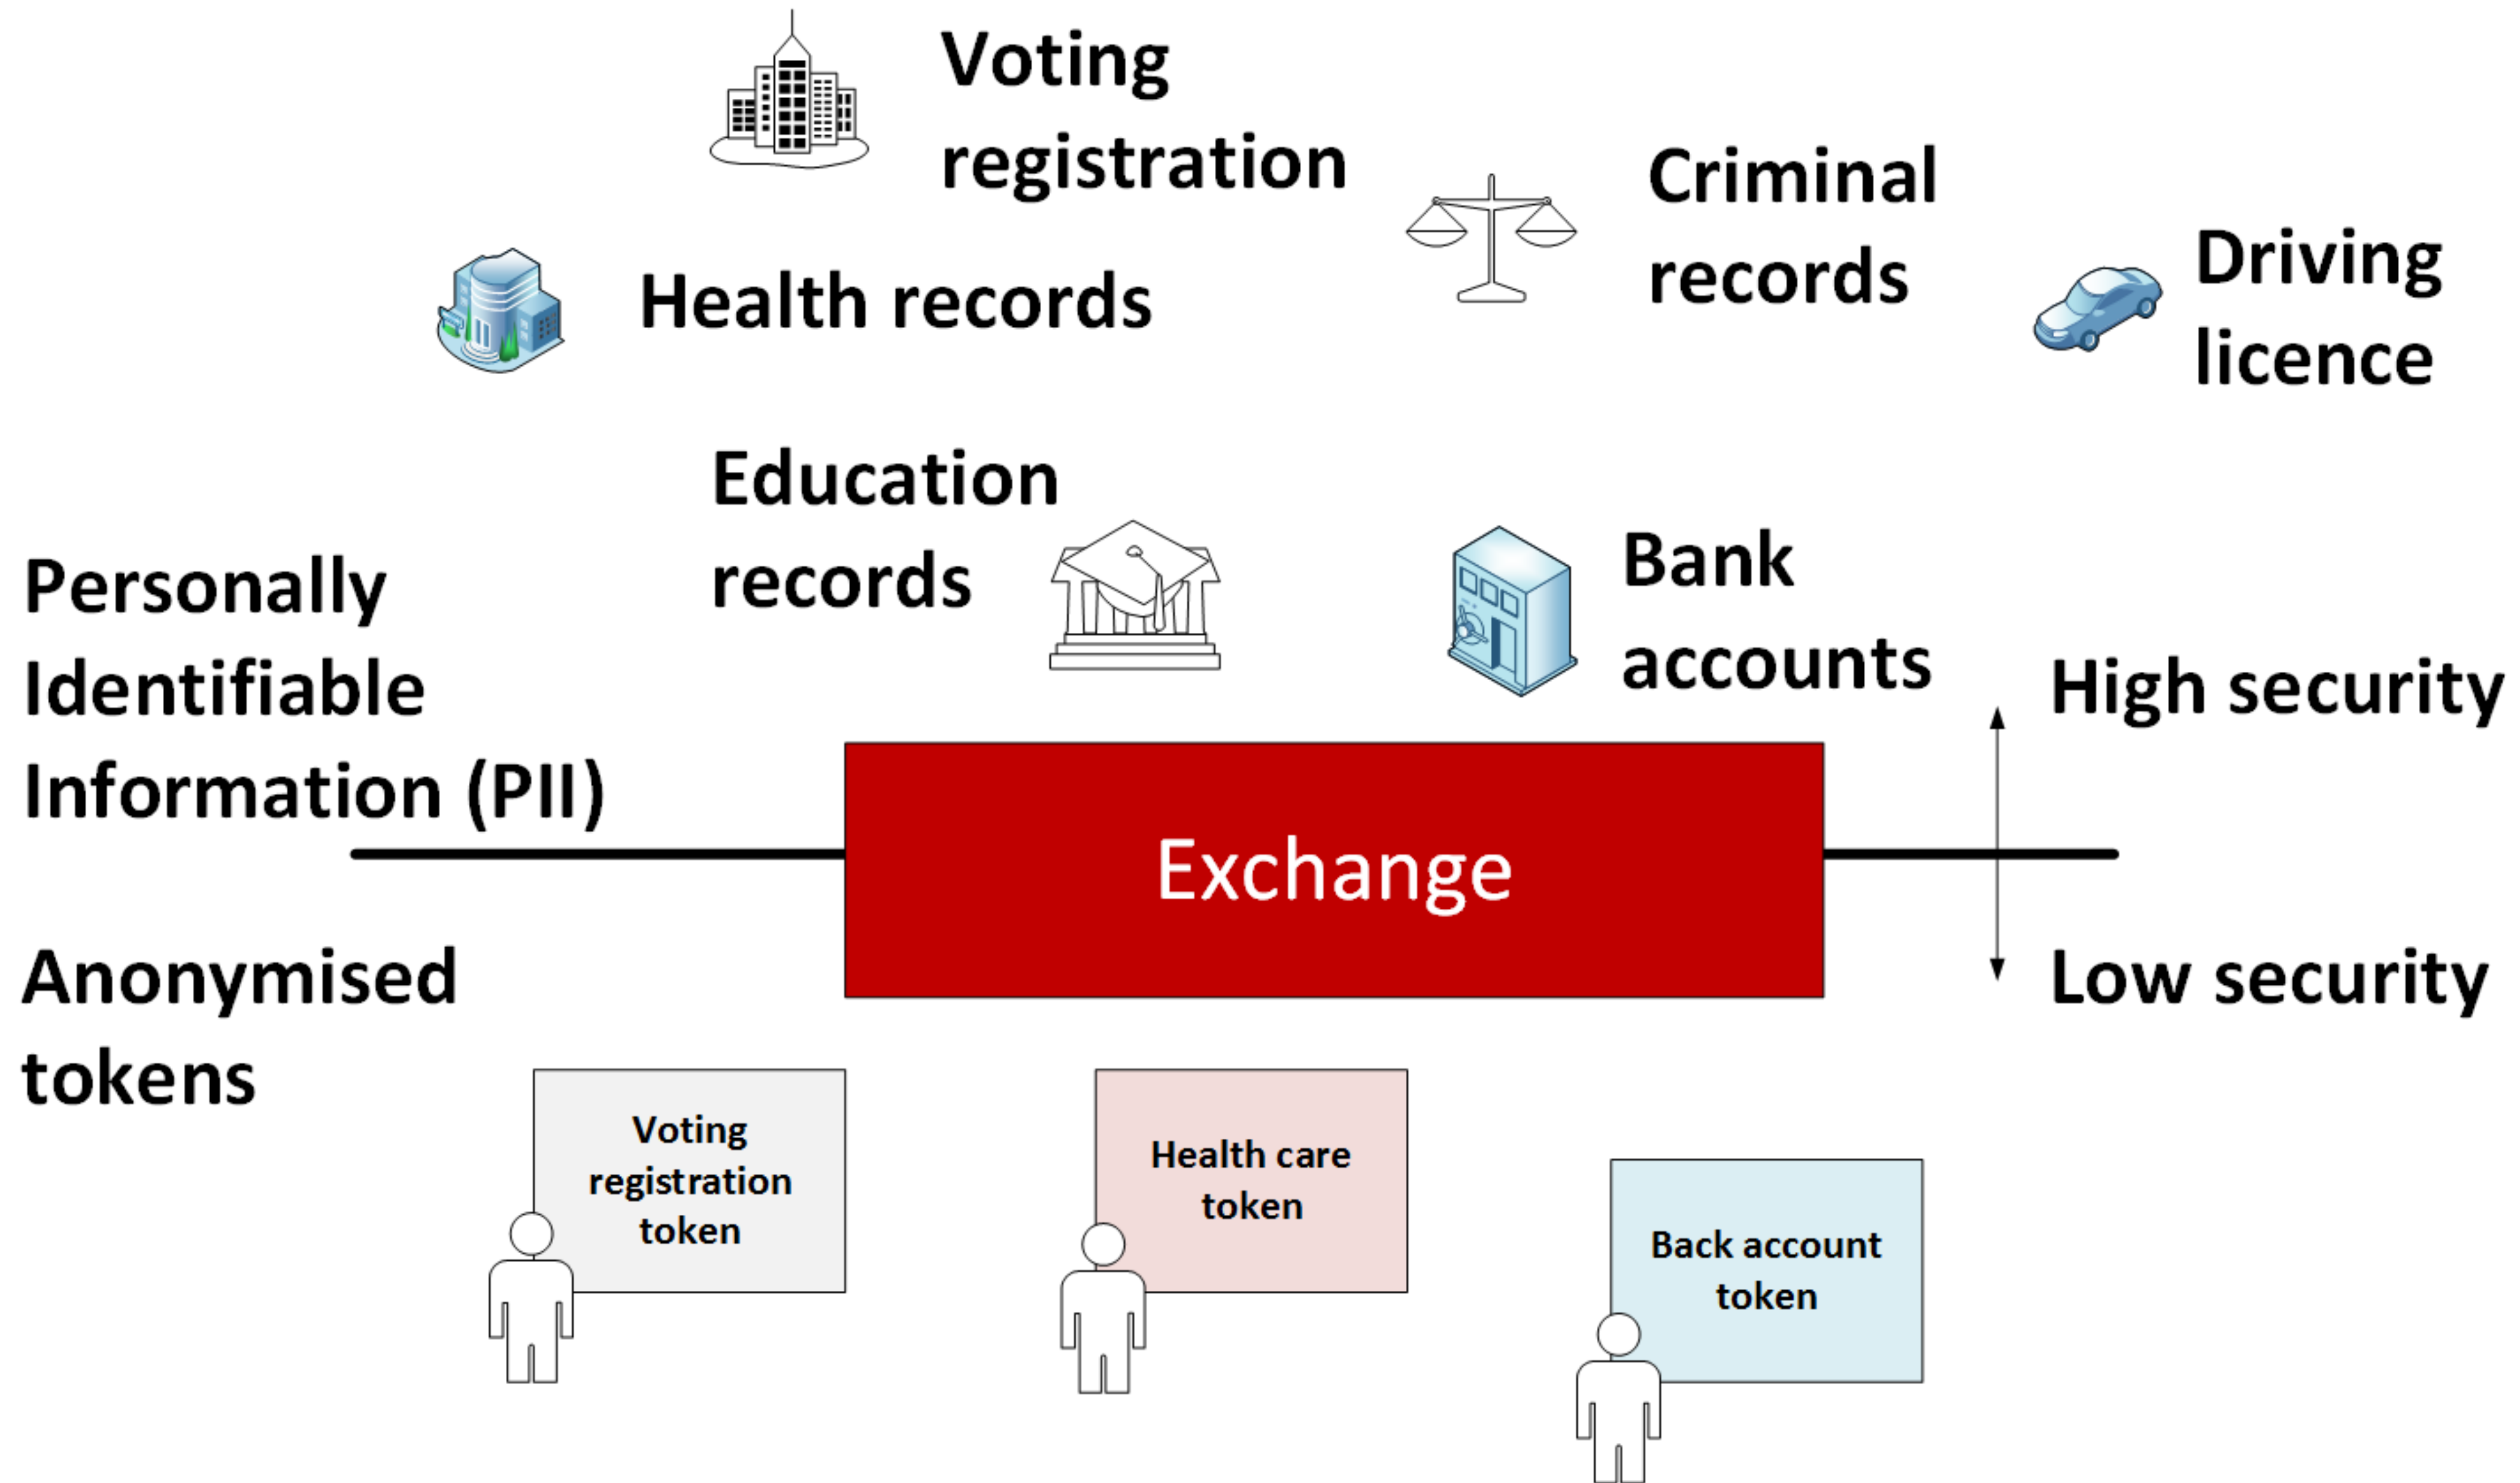 Voting
registration
Criminal
records
Driving
licence
Health records
Education
records
Bank
accounts
Personally
Identifiable
Information (PII)
High security
Exchange
Anonymised
tokens
Low security
Voting
registration
token
Health care
token
Back account
token